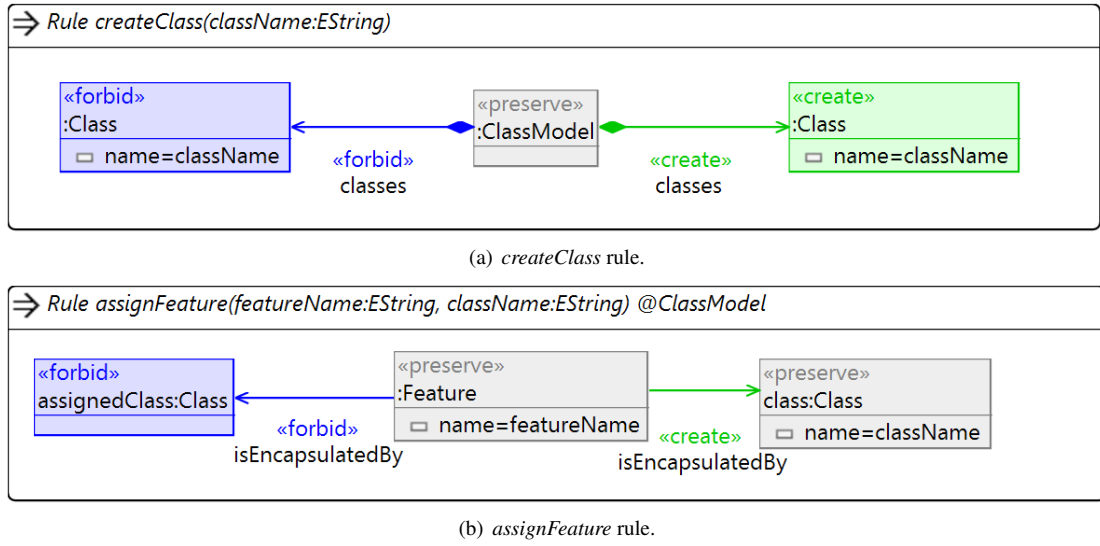 Rule createClass(className:EString)
«forbid»
:Class
name=className
«forbid»
classes
«preserve»
:ClassModel
«create»
classes
«create»
:Class
name=className
(a) createClass rule.
Rule assignFeature(featureName:EString, className:EString) @ClassModel
«forbid»
assignedClass:Class
«forbid»
isEncapsulatedBy
«preserve»
:Feature
name=featureName
«create»
isEncapsulatedBy
«preserve»
class:Class
name=className
(b) assignFeature rule.